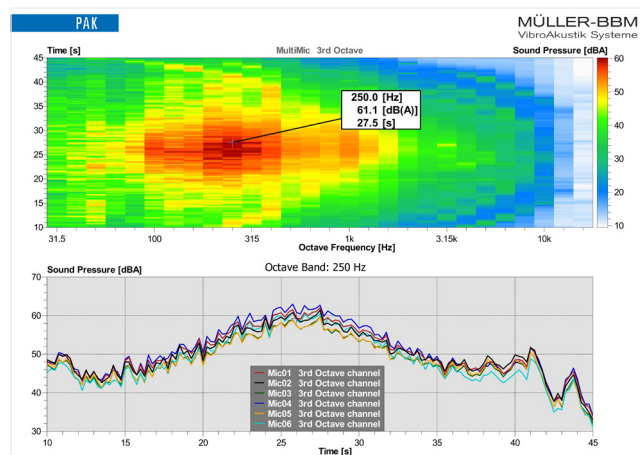 PAK
MÜLLER-BBM
VibroAkustik Systeme
Time [s] MultiMic 3rd Octave Sound Pressure [dBA]
45 60
40
35 50
30 40
25 30
20
15 20
10 10
250.0 [Hz]
61.1 [dB(A)]
27.5 [s]
31.5 100 315 1k 3.15k 10k
Octave Frequency [Hz]
Sound Pressure [dBA] Octave Band: 250 Hz
70
60
50
40
30
Mic01 3rd Octave channel
Mic02 3rd Octave channel
Mic03 3rd Octave channel
Mic04 3rd Octave channel
Mic05 3rd Octave channel
Mic06 3rd Octave channel
10 15 20 25 30 35 40 45
Time [s]